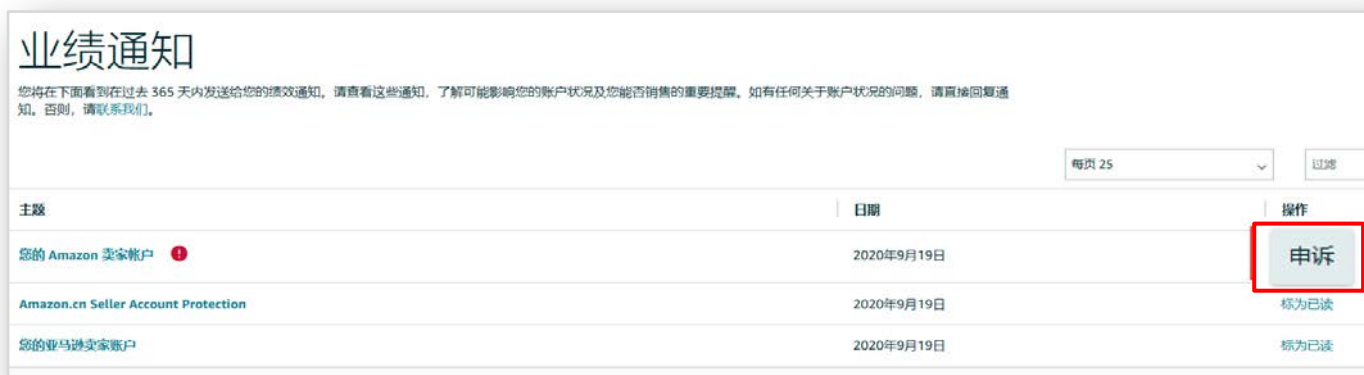 业绩通知
您将在下面看到在过去 365 天内发送给您的绩效通知。请查看这些通知，了解可能影响您的账户状况及您能否销售的重要提醒。如有任何关于账户状况的问题，请直接回复通
知。否则，请联系我们。
每页 25 过滤
主题 日期 操作
您的 Amazon 卖家帐户 2020年9月19日 申诉
Amazon.cn Seller Account Protection 2020年9月19日 标为已读
您的亚马逊卖家账户 2020年9月19日 标为已读